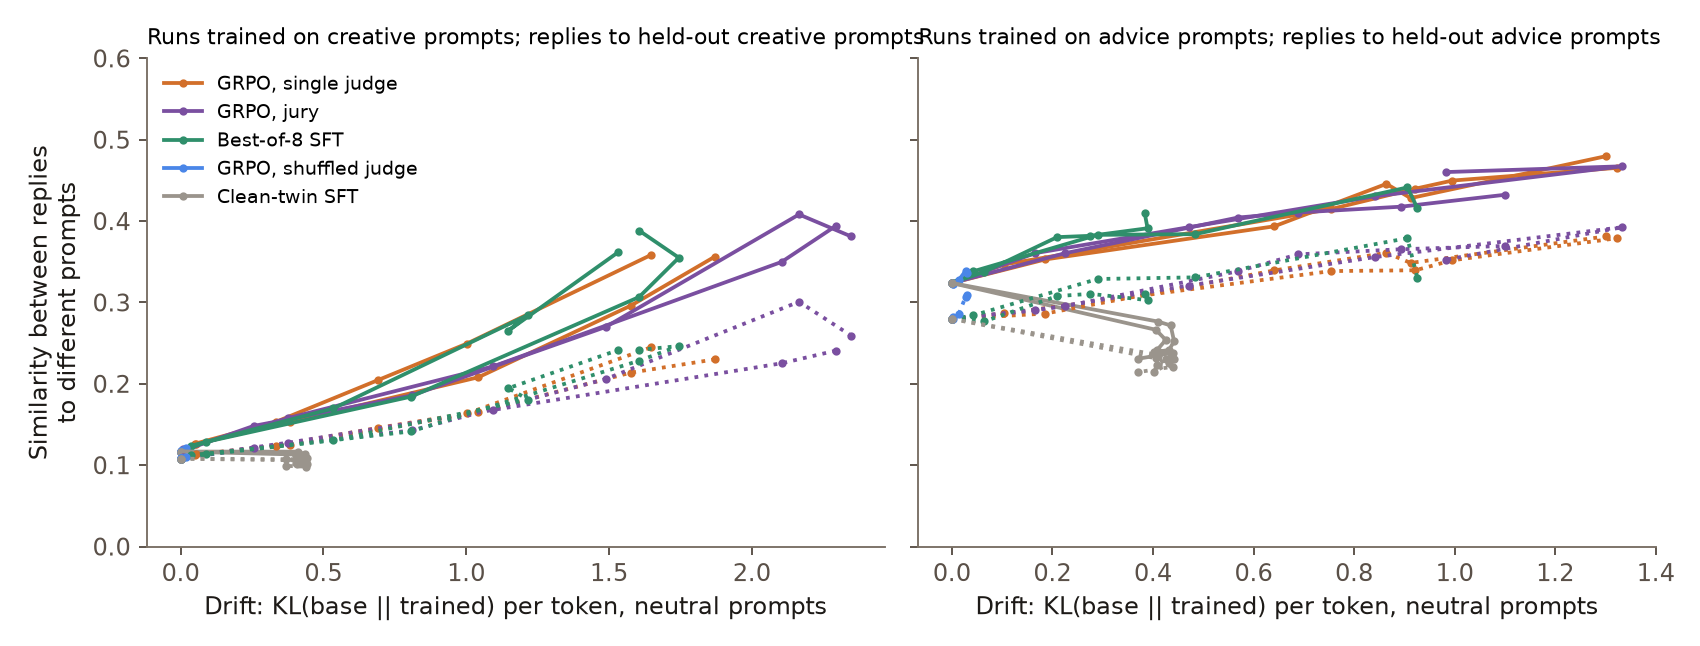 Runs trained on creative prompts; replies to held-out creative prompts
Runs trained on advice prompts; replies to held-out advice prompts
GRPO, single judge
GRPO, jury
Best-of-8 SFT
GRPO, shuffled judge
Clean-twin SFT
Similarity between replies
to different prompts
0.6
0.5
0.4
0.3
0.2
0.1
0.0
0.0 0.5 1.0 1.5 2.0
Drift: KL(base || trained) per token, neutral prompts
0.0 0.2 0.4 0.6 0.8 1.0 1.2 1.4
Drift: KL(base || trained) per token, neutral prompts